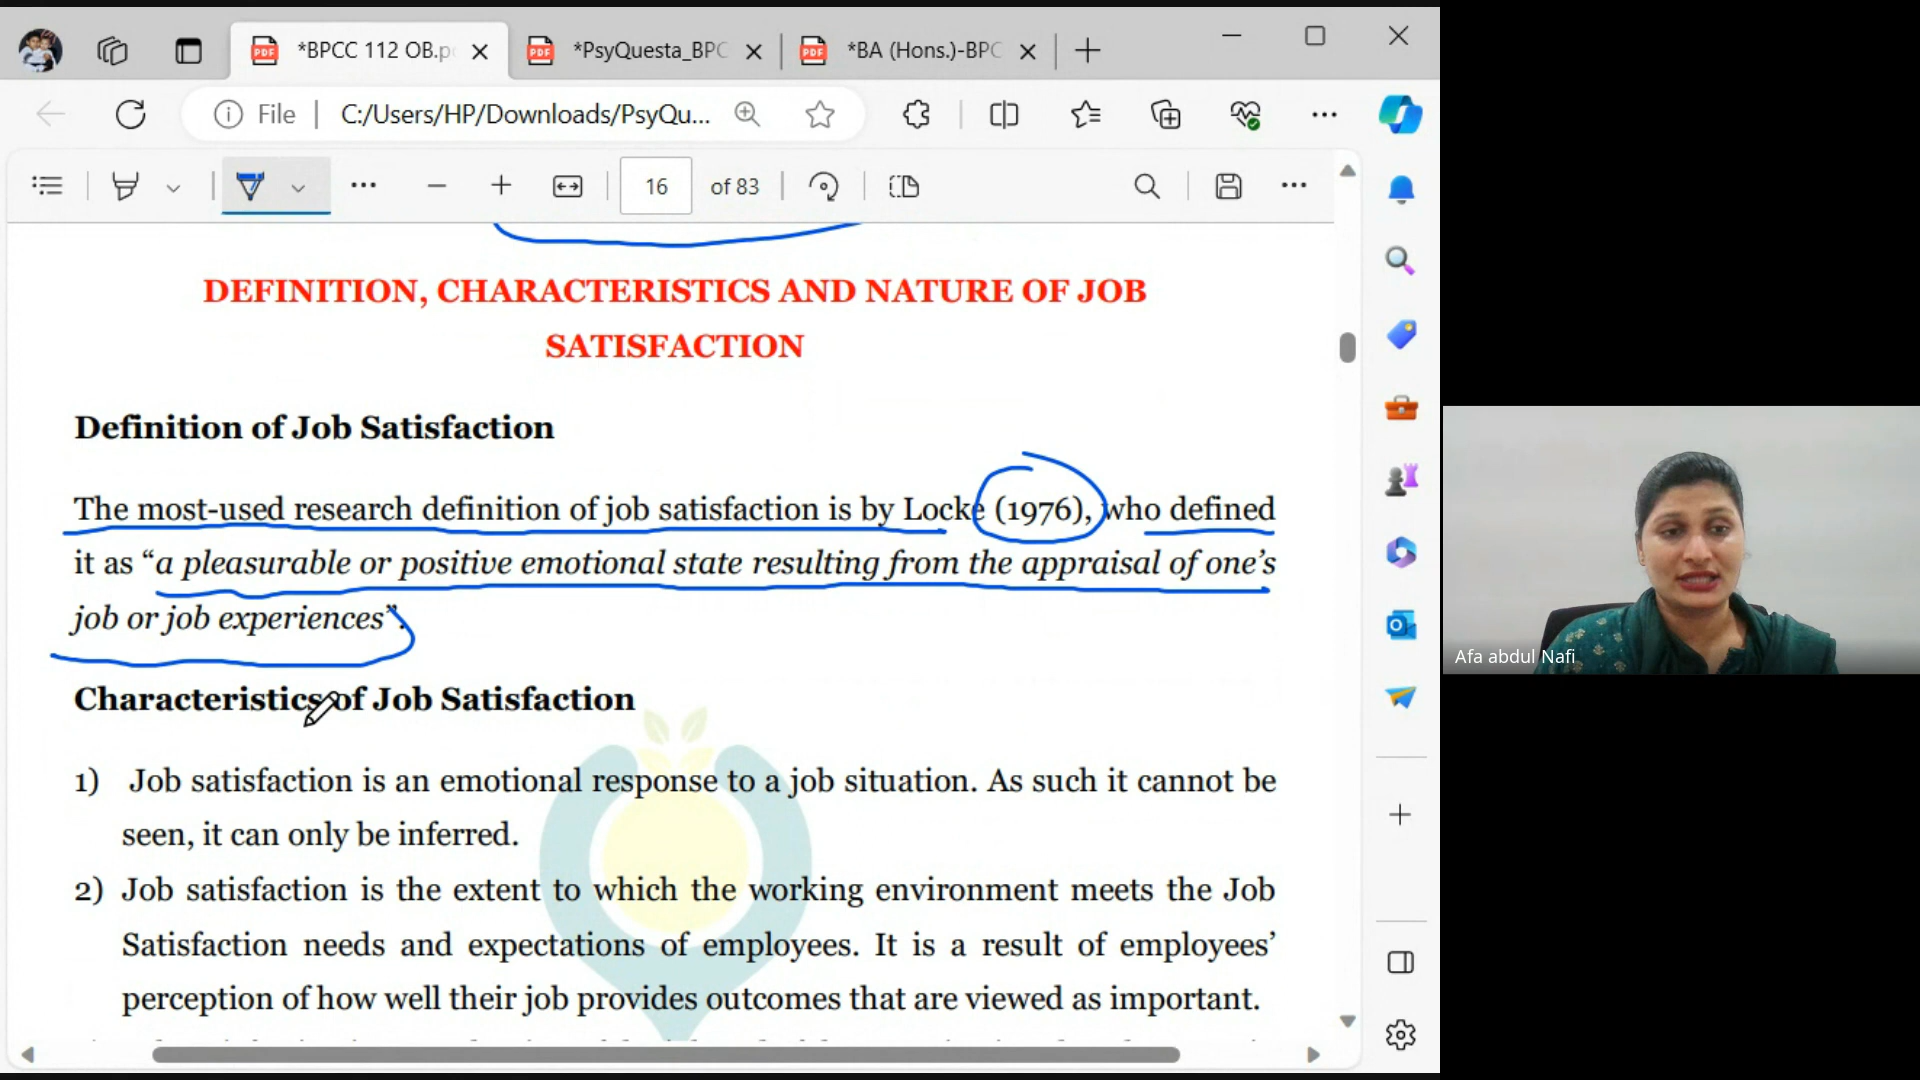 *BPCC 112 OB.p
*PsyQuesta_BPC
*BA (Hons.)-BPC
File
C:/Users/HP/Downloads/PsyQu...
16
of 83
DEFINITION, CHARACTERISTICS AND NATURE OF JOB
SATISFACTION
Definition of Job Satisfaction
The most-used research definition of job satisfaction is by Locke (1976), who defined
it as “a pleasurable or positive emotional state resulting from the appraisal of one’s
job or job experiences”.
Characteristics of Job Satisfaction
1) Job satisfaction is an emotional response to a job situation. As such it cannot be
seen, it can only be inferred.
2) Job satisfaction is the extent to which the working environment meets the Job
Satisfaction needs and expectations of employees. It is a result of employees’
perception of how well their job provides outcomes that are viewed as important.
Afa abdul Nafi